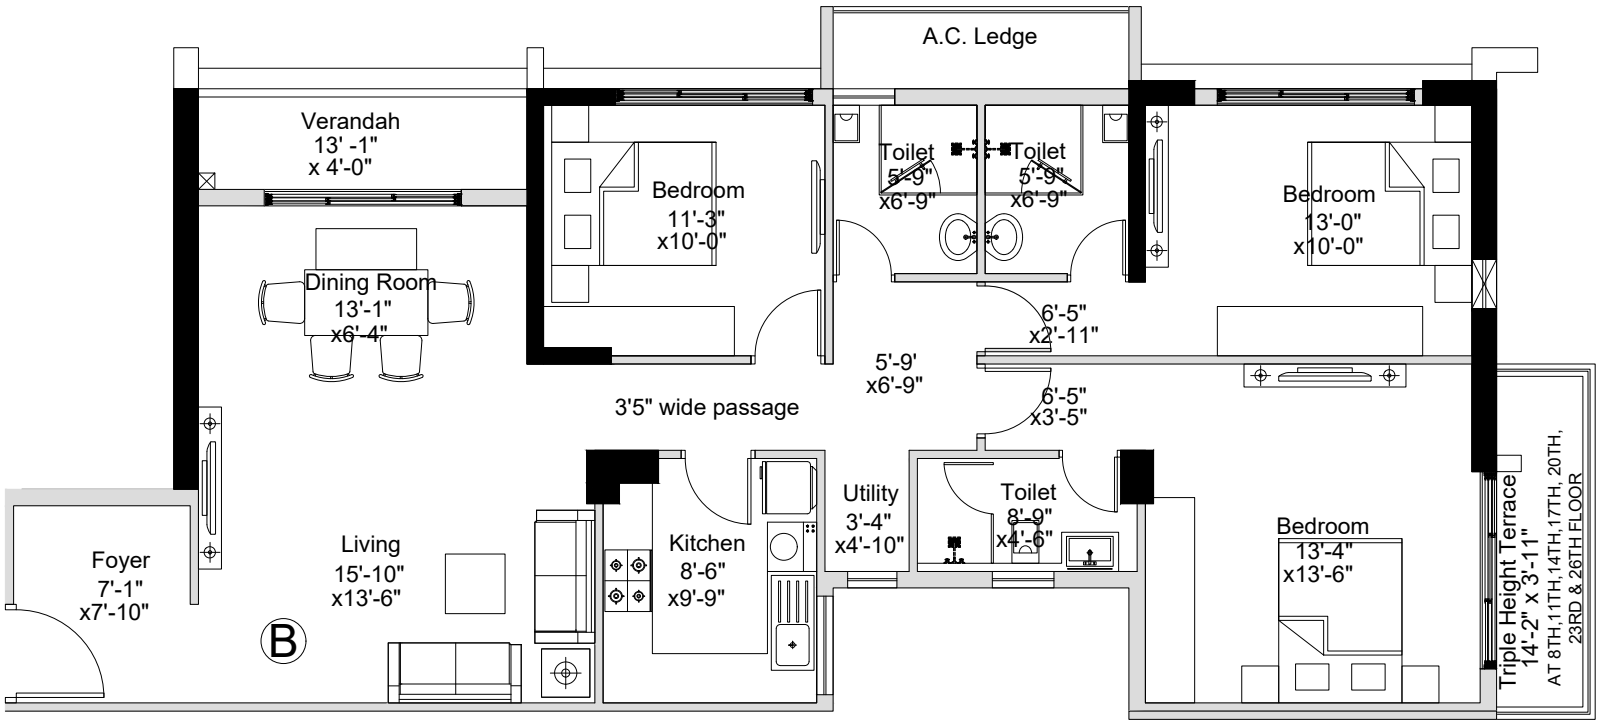 A.C. Ledge
Verandah
13' -1"
x 4'-0"
Bedroom
11'-3"
x10'-0"
Toilet
5'-9"
x6'-9"
Toilet
5'-9"
x6'-9"
Bedroom
13'-0"
x10'-0"
Dining Room
13'-1"
x6'-4"
6'-5"
x2'-11"
5'-9'
x6'-9"
6'-5"
x3'-5"
3'5" wide passage
Foyer
7'-1"
x7'-10"
Living
15'-10"
x13'-6"
B
Kitchen
8'-6"
x9'-9"
Utility
3'-4"
x4'-10"
Toilet
8'-9"
x4'-6"
Bedroom
13'-4"
x13'-6"
Triple Height Terrace
14'-2" x 3'-11"
AT 8TH,11TH,14TH,17TH, 20TH,
23RD & 26TH FLOOR